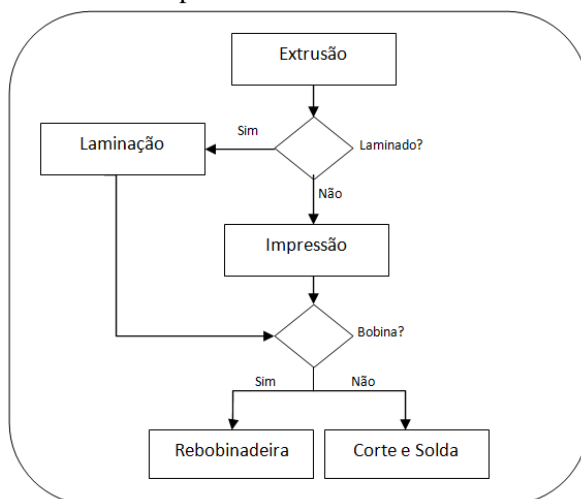 Extrusão
Sim
Laminação
Laminado?
Não
Impressão
Bobina?
Sim
Não
Rebobinadeira
Corte e Solda